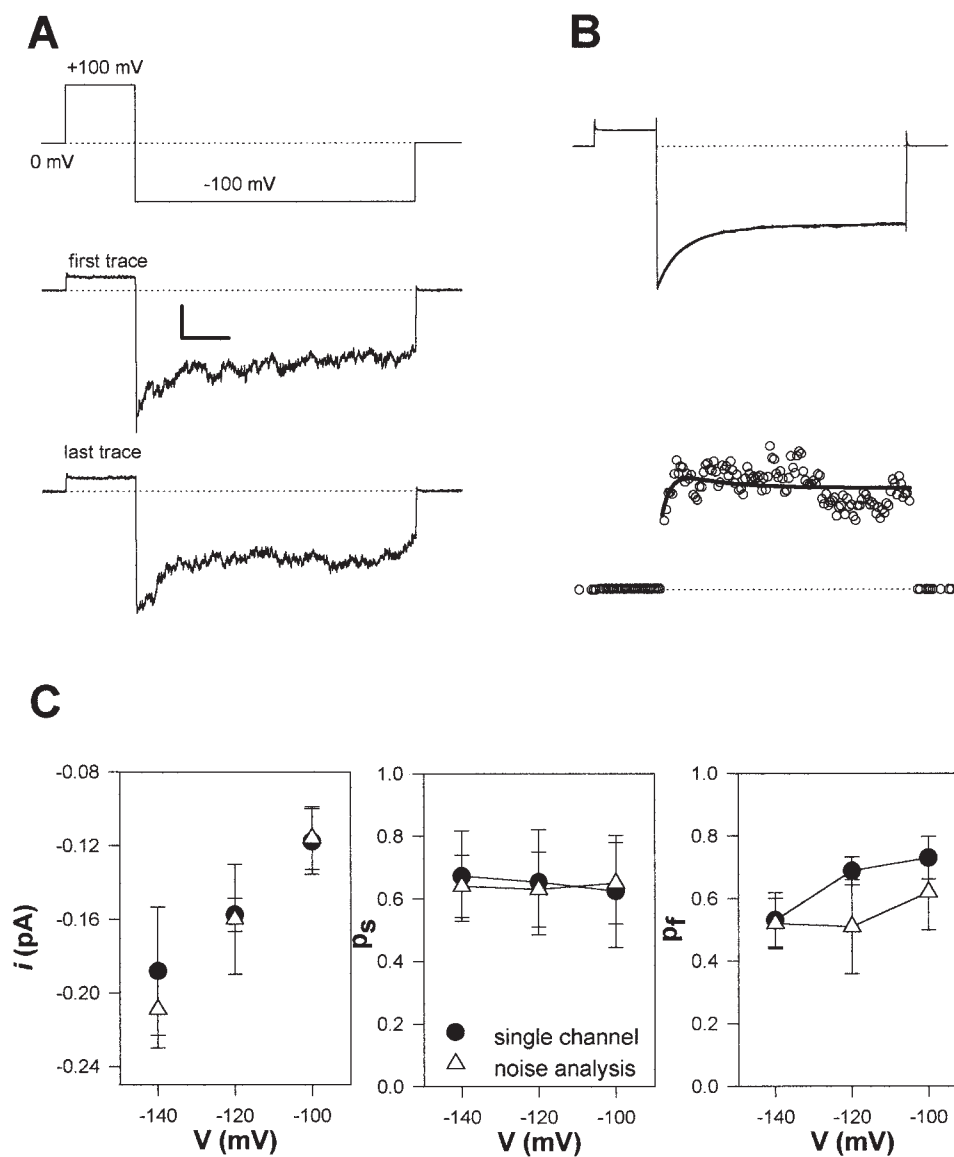 A
B
+100 mV
0 mV
-100 mV
first trace
last trace
C
i (pA)
-0.08
-0.12
-0.16
-0.20
-0.24
-140
-120
-100
V (mV)
ps
1.0
0.8
0.6
0.4
0.2
0.0
single channel
noise analysis
-140
-120
-100
V (mV)
pf
1.0
0.8
0.6
0.4
0.2
0.0
-140
-120
-100
V (mV)